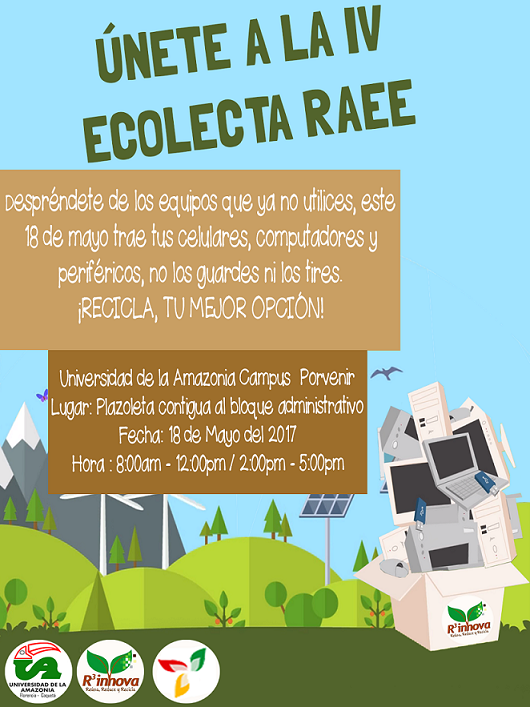 ÚNETE A LA IV
ECOLECTA RAEE
Despréndete de los equipos que ya no utilices, este
18 de mayo trae tus celulares, computadores y
periféricos, no los guardes ni los tires.
¡RECICLA, TU MEJOR OPCIÓN!
Universidad de la Amazonia Campus Porvenir
Lugar: Plazoleta contigua al bloque administrativo
Fecha: 18 de Mayo del 2017
Hora : 8:00am - 12:00pm / 2:00pm - 5:00pm
R³innova
Reúsa, Reduce y Recicla
UNIVERSIDAD DE LA
AMAZONIA
Florencia - Caquetá
R³innova
Reúsa, Reduce y Recicla